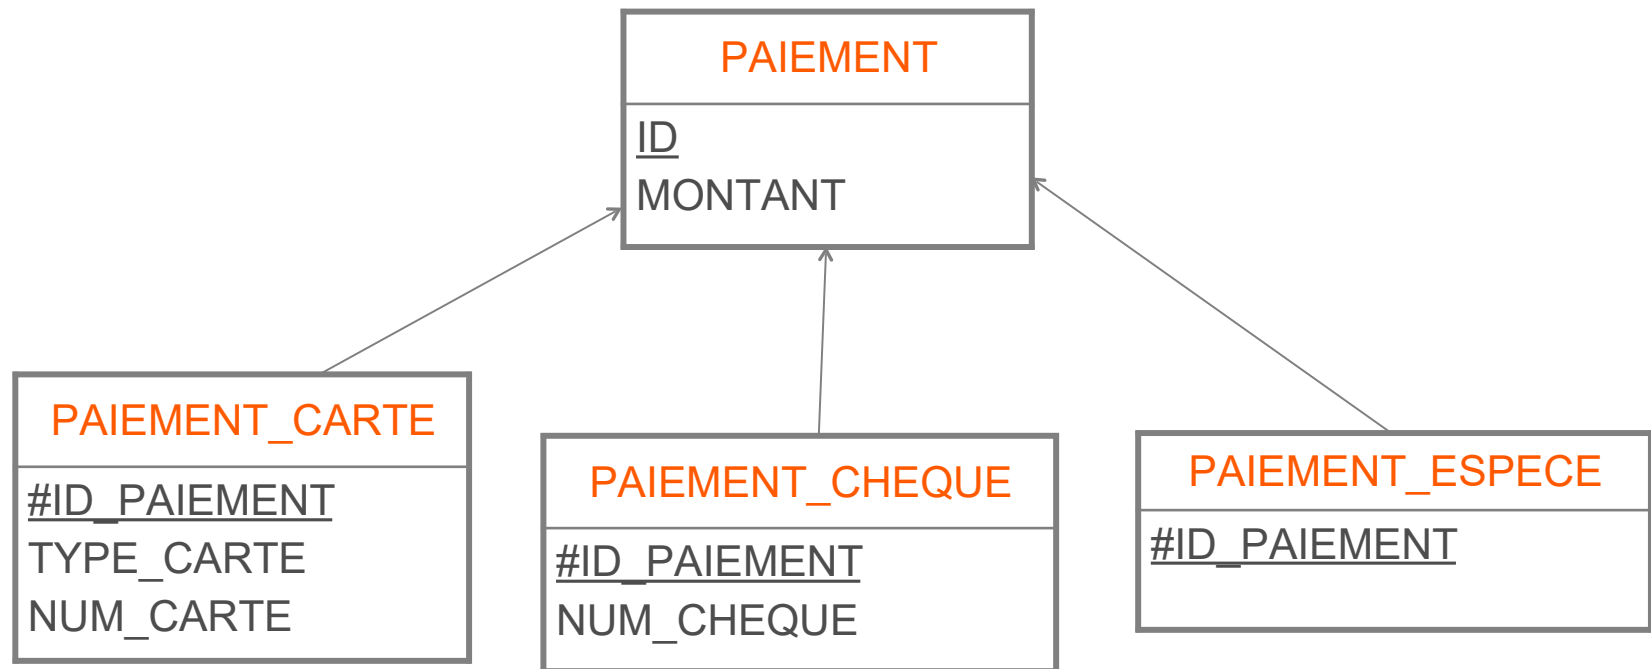 PAIEMENT
ID
MONTANT
PAIEMENT_CARTE
#ID_PAIEMENT
TYPE_CARTE
NUM_CARTE
PAIEMENT_CHEQUE
#ID_PAIEMENT
NUM_CHEQUE
PAIEMENT_ESPECE
#ID_PAIEMENT